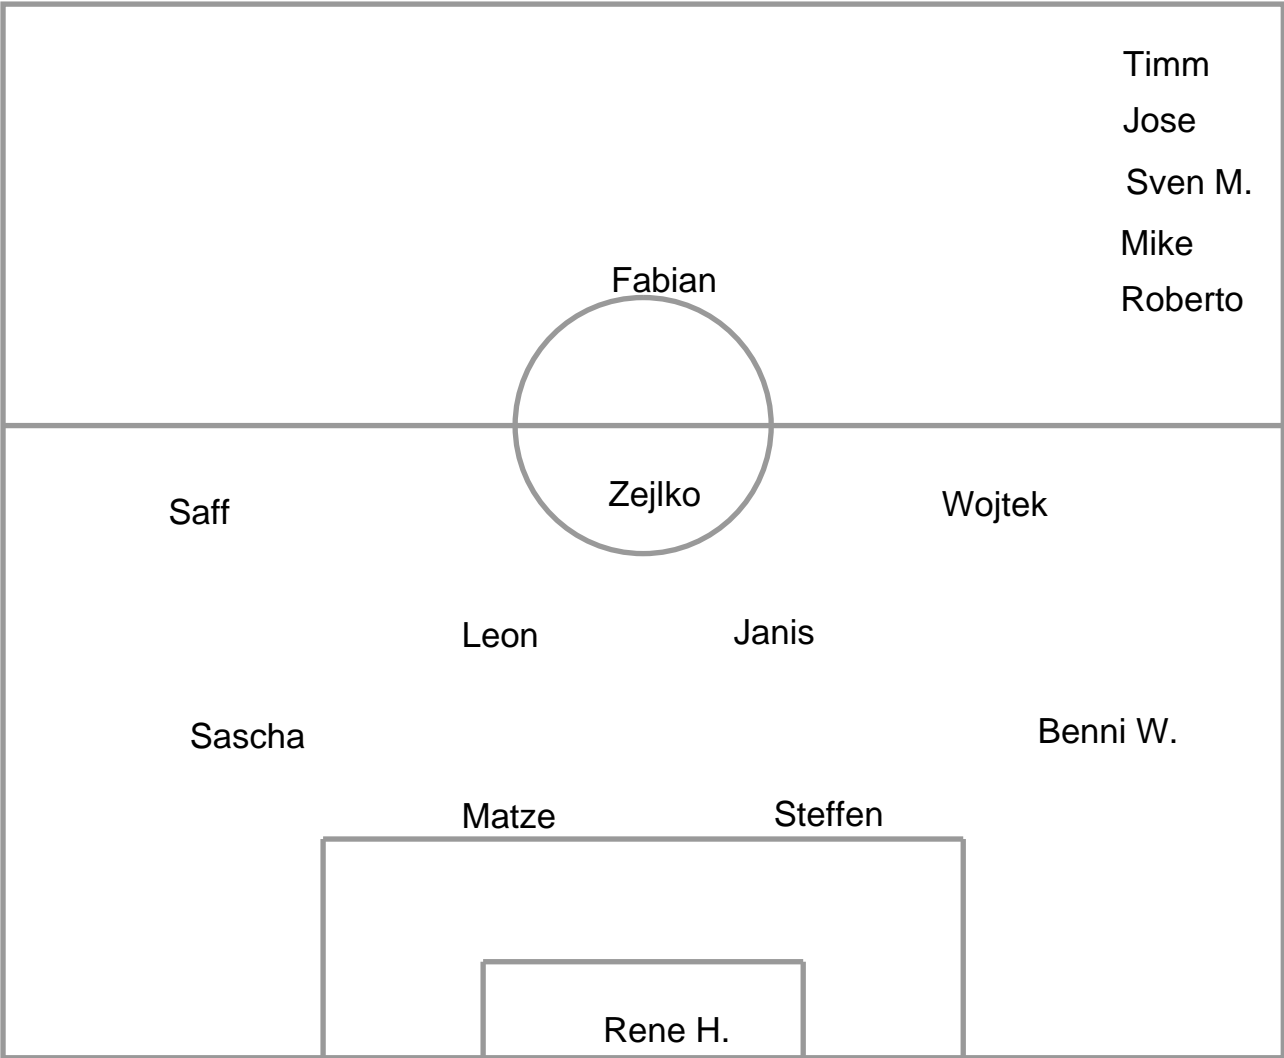 Timm
Jose
Sven M.
Mike
Fabian
Roberto
Saff
Zejlko
Wojtek
Leon
Janis
Sascha
Benni W.
Matze
Steffen
Rene H.